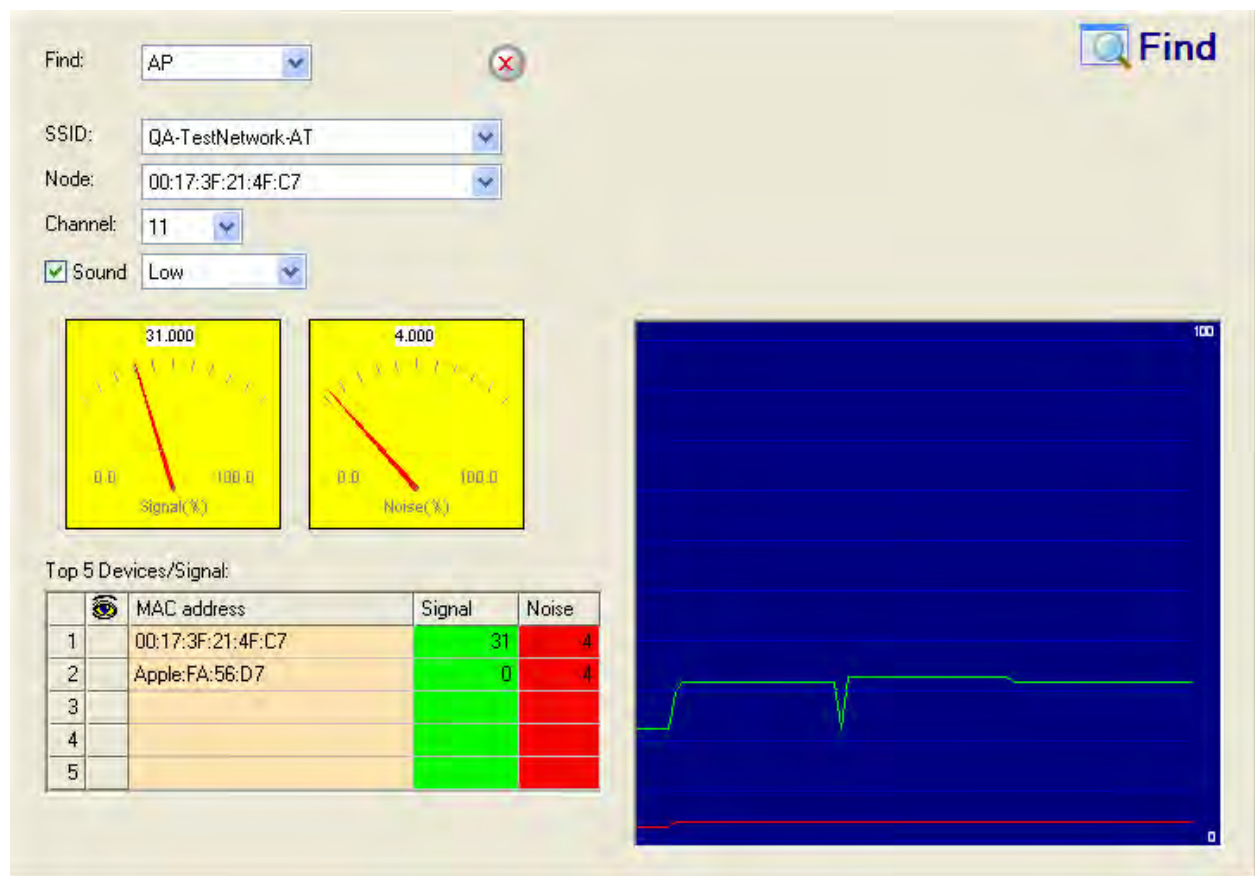 Find: AP
Find
SSID: QA-TestNetwork-AT
Node: 00:17:3F:21:4F:C7
Channel: 11
Sound Low
31.000 4.000
100
0.0 100.0 0.0 100.0
Signal(%) Noise(%)
Top 5 Devices/Signal:
MAC address Signal Noise
1 00:17:3F:21:4F:C7 31 4
2 Apple:FA:56:D7 0 4
3
4
5
0